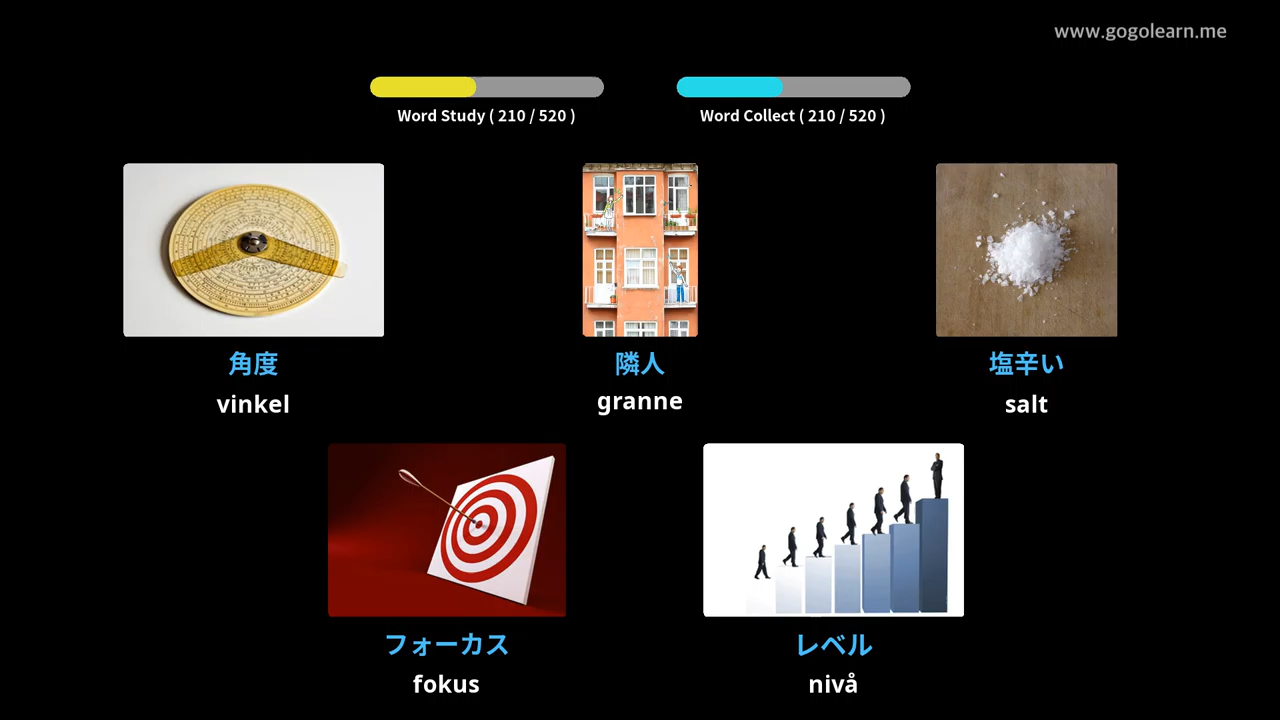 www.gogolearn.me
Word Study ( 210 / 520 )
Word Collect ( 210 / 520 )
角度
vinkel
隣人
granne
塩辛い
salt
フォーカス
fokus
レベル
nivå